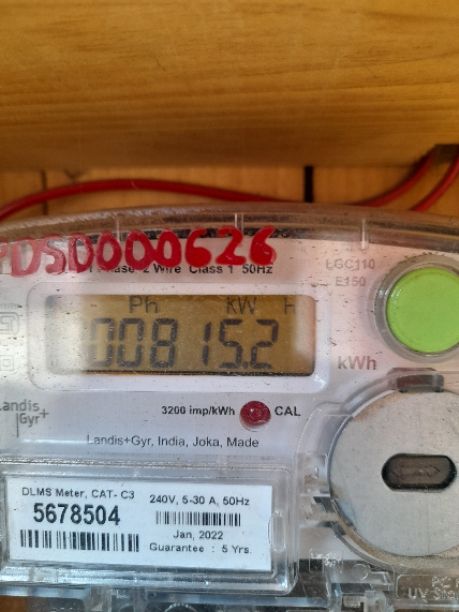 PDSD000626
1 Phase 2 Wire Class 1 50Hz
LGC110
E150
Ph KW H
00815.2
kWh
Landis
Gyr+
3200 imp/kWh CAL
Landis+Gyr, India, Joka, Made
DLMS Meter, CAT- C3
240V, 5-30 A, 50Hz
5678504
Jan, 2022
Guarantee : 5 Yrs.